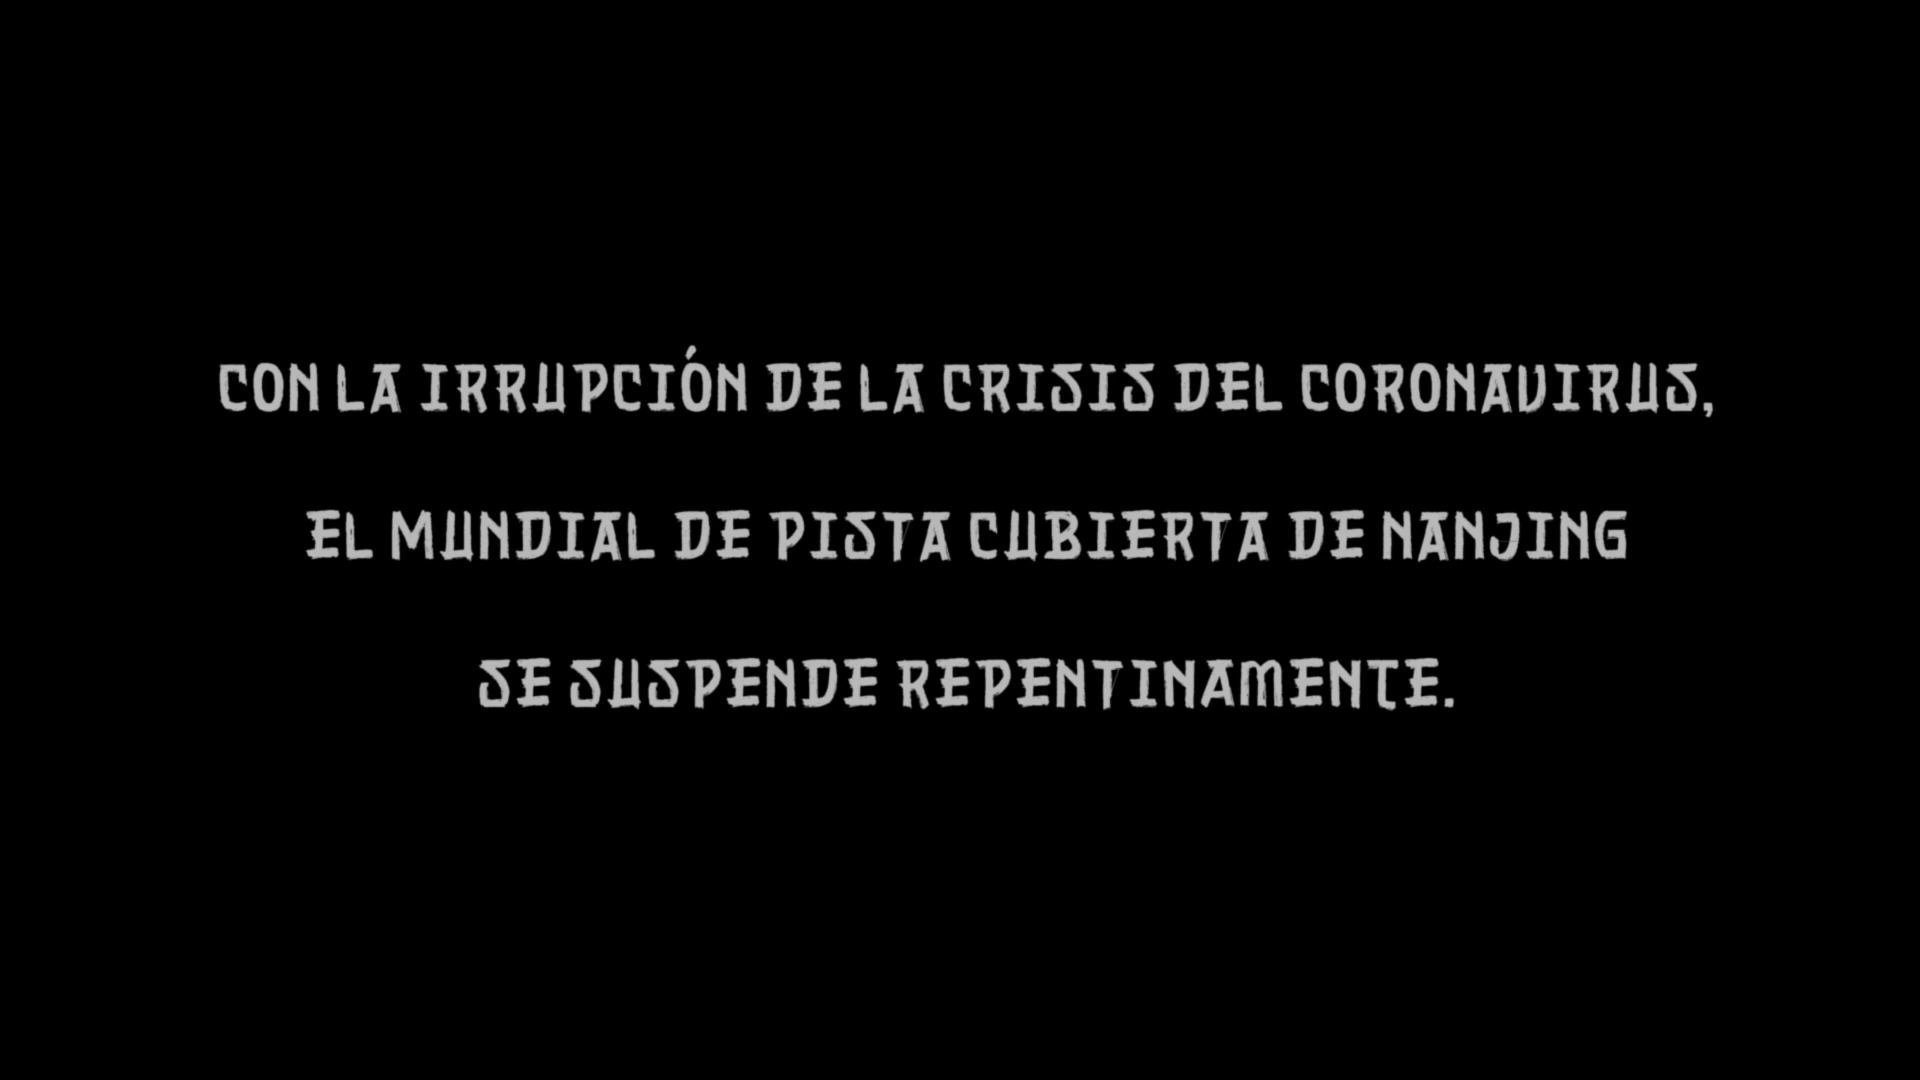 CON LA IRRUPCIÓN DE LA CRISIS DEL CORONAVIRUS,
EL MUNDIAL DE PISTA CUBIERTA DE NANJING
SE SUSPENDE REPENTINAMENTE.